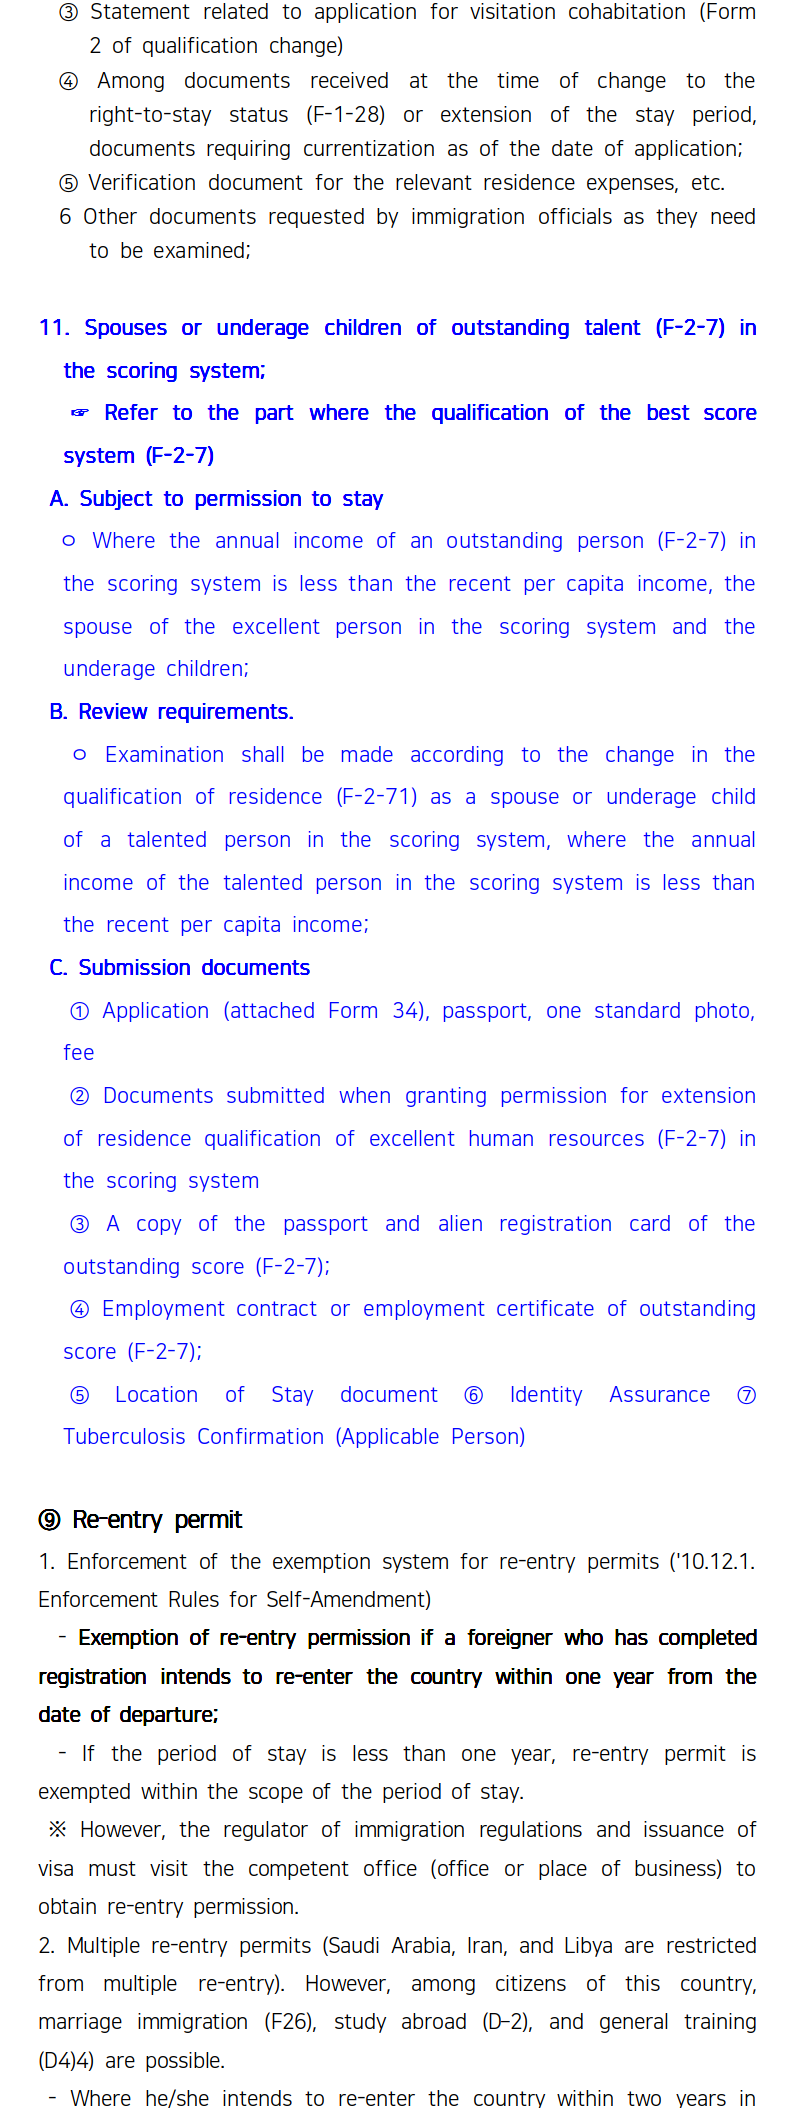 ③ Statement related to application for visitation cohabitation (Form
2 of qualification change)
④ Among documents received at the time of change to the
right-to-stay status (F-1-28) or extension of the stay period,
documents requiring currentization as of the date of application;
⑤ Verification document for the relevant residence expenses, etc.
6 Other documents requested by immigration officials as they need
to be examined;
11. Spouses or underage children of outstanding talent (F-2-7) in
the scoring system;
☞ Refer to the part where the qualification of the best score
system (F-2-7)
A. Subject to permission to stay
ㅇ Where the annual income of an outstanding person (F-2-7) in
the scoring system is less than the recent per capita income, the
spouse of the excellent person in the scoring system and the
underage children;
B. Review requirements.
ㅇ Examination shall be made according to the change in the
qualification of residence (F-2-71) as a spouse or underage child
of a talented person in the scoring system, where the annual
income of the talented person in the scoring system is less than
the recent per capita income;
C. Submission documents
① Application (attached Form 34), passport, one standard photo,
fee
② Documents submitted when granting permission for extension
of residence qualification of excellent human resources (F-2-7) in
the scoring system
③ A copy of the passport and alien registration card of the
outstanding score (F-2-7);
④ Employment contract or employment certificate of outstanding
score (F-2-7);
⑤ Location of Stay document ⑥ Identity Assurance ⑦
Tuberculosis Confirmation (Applicable Person)
⑨ Re-entry permit
1. Enforcement of the exemption system for re-entry permits ('10.12.1.
Enforcement Rules for Self-Amendment)
- Exemption of re-entry permission if a foreigner who has completed
registration intends to re-enter the country within one year from the
date of departure;
- If the period of stay is less than one year, re-entry permit is
exempted within the scope of the period of stay.
※ However, the regulator of immigration regulations and issuance of
visa must visit the competent office (office or place of business) to
obtain re-entry permission.
2. Multiple re-entry permits (Saudi Arabia, Iran, and Libya are restricted
from multiple re-entry). However, among citizens of this country,
marriage immigration (F26), study abroad (D-2), and general training
(D4)4) are possible.
- Where he/she intends to re-enter the country within two years in